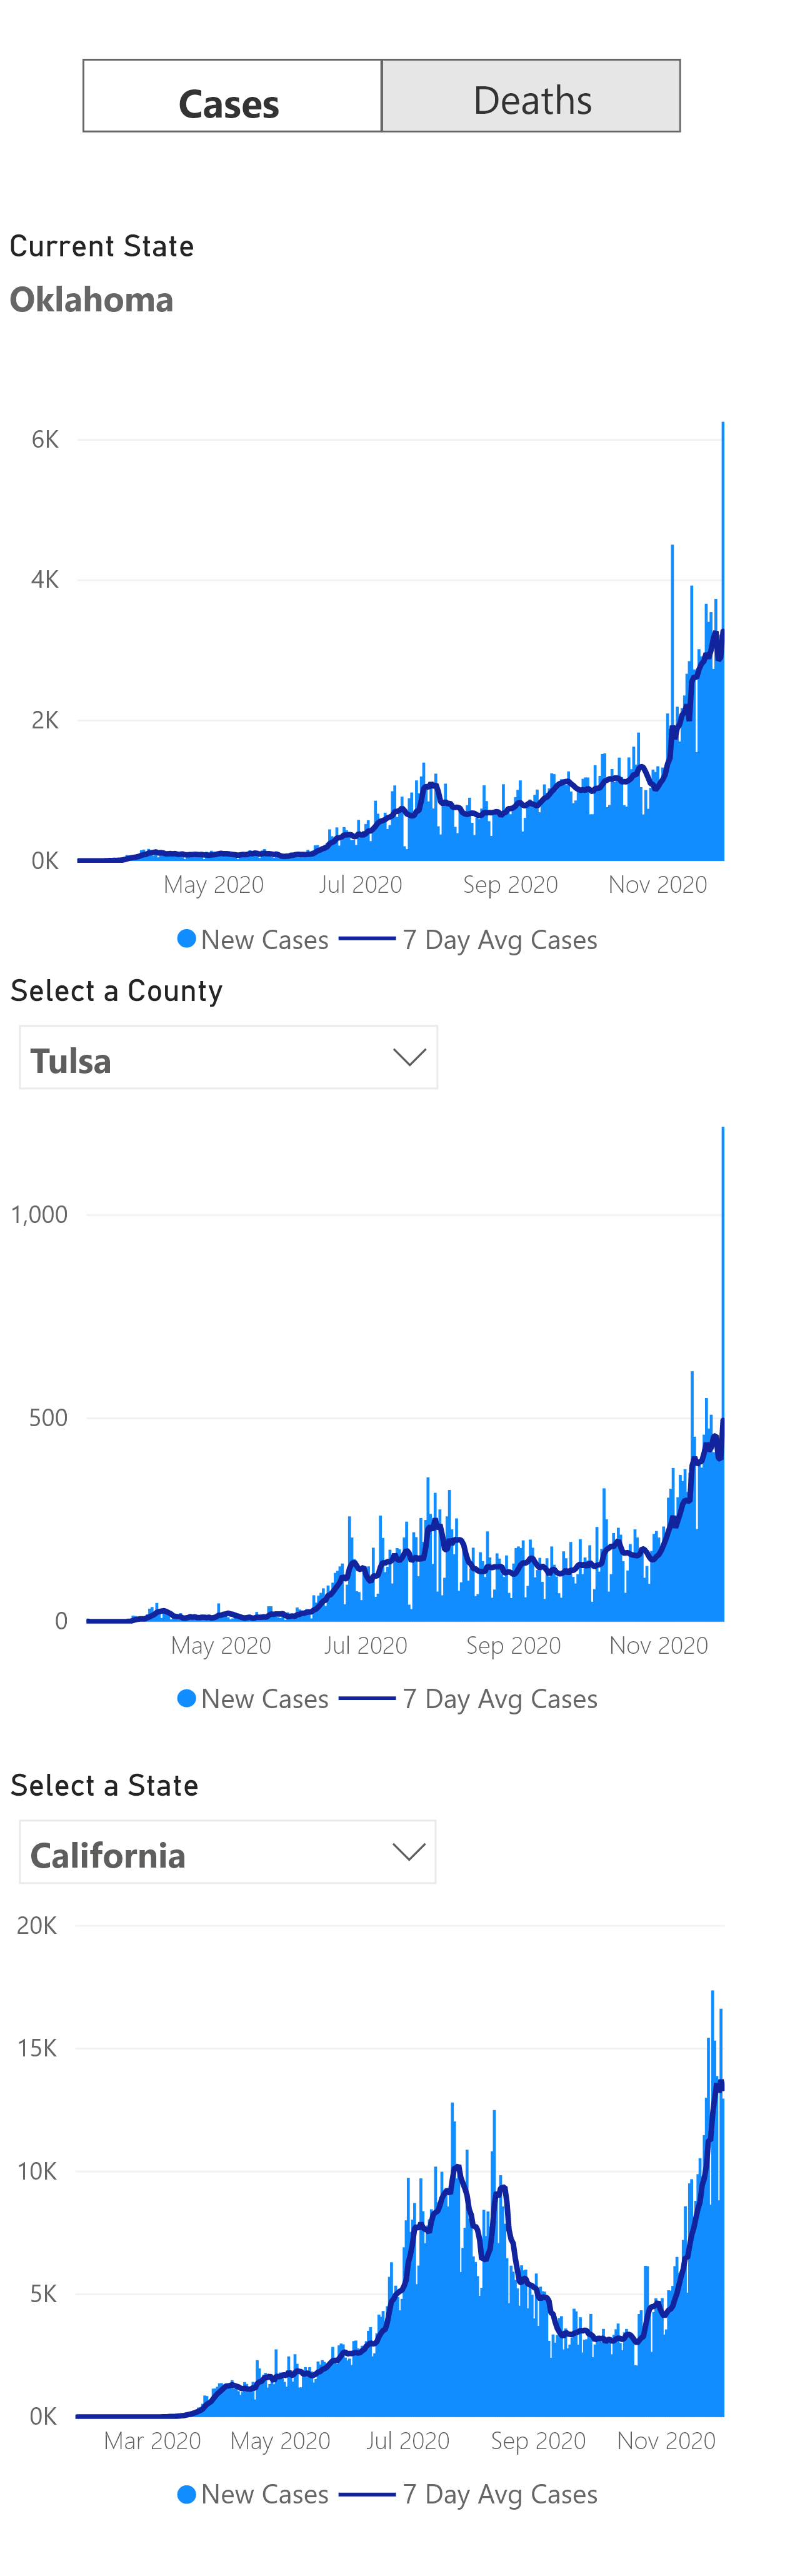 Cases Deaths
Current State
Oklahoma
6K
4K
2K
0K
May 2020 Jul 2020 Sep 2020 Nov 2020
New Cases 7 Day Avg Cases
Select a County
Tulsa
1,000
500
0
May 2020 Jul 2020 Sep 2020 Nov 2020
New Cases 7 Day Avg Cases
Select a State
California
20K
15K
10K
5K
0K
Mar 2020 May 2020 Jul 2020 Sep 2020 Nov 2020
New Cases 7 Day Avg Cases